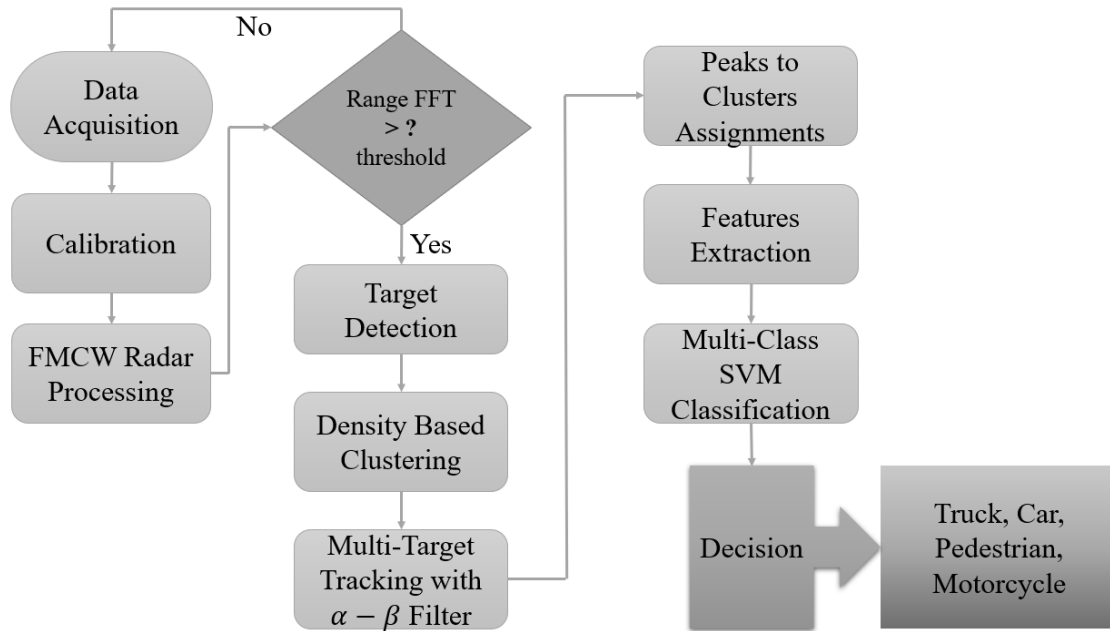 Data
Acquisition
Calibration
FMCW Radar
Processing
No
Range FFT
> ?
threshold
Yes
Target
Detection
Density Based
Clustering
Multi-Target
Tracking with
α − β Filter
Peaks to
Clusters
Assignments
Features
Extraction
Multi-Class
SVM
Classification
Decision
Truck, Car,
Pedestrian,
Motorcycle